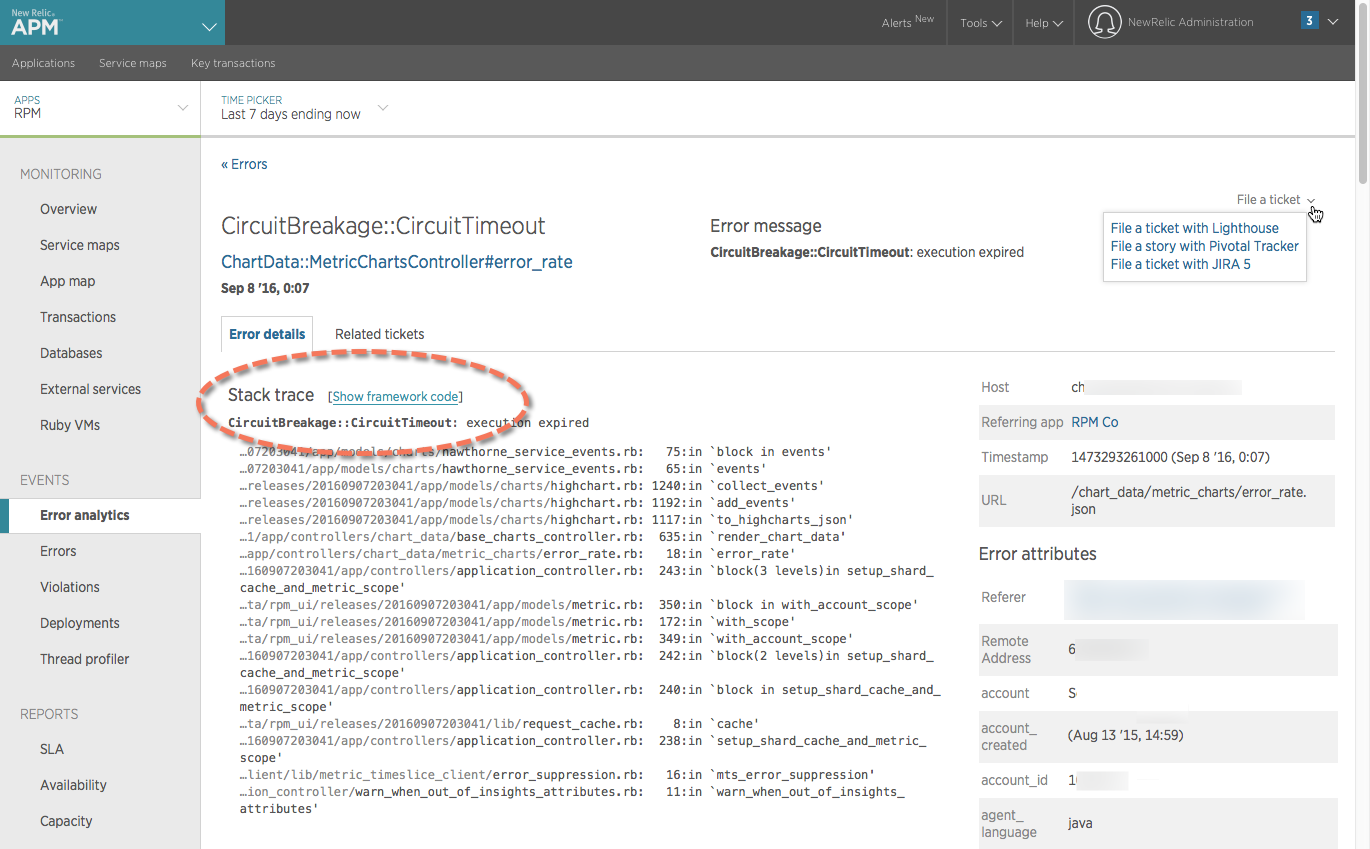 New Relic®
APM™
Alerts New
Tools
Help
NewRelic Administration
3
Applications
Service maps
Key transactions
APPS
RPM
TIME PICKER
Last 7 days ending now
MONITORING
Overview
Service maps
App map
Transactions
Databases
External services
Ruby VMs
EVENTS
Error analytics
Errors
Violations
Deployments
Thread profiler
REPORTS
SLA
Availability
Capacity
« Errors
File a ticket
File a ticket with Lighthouse
File a story with Pivotal Tracker
File a ticket with JIRA 5
CircuitBreakage::CircuitTimeout
ChartData::MetricChartsController#error_rate
Sep 8 '16, 0:07
Error message
CircuitBreakage::CircuitTimeout: execution expired
Error details
Related tickets
Stack trace [Show framework code]
CircuitBreakage::CircuitTimeout: execution expired
…07203041/app/models/charts/hawthorne_service_events.rb: 75:in `block in events'
…07203041/app/models/charts/hawthorne_service_events.rb: 65:in `events'
…releases/20160907203041/app/models/charts/highchart.rb: 1240:in `collect_events'
…releases/20160907203041/app/models/charts/highchart.rb: 1192:in `add_events'
…releases/20160907203041/app/models/charts/highchart.rb: 1117:in `to_highcharts_json'
…1/app/controllers/chart_data/base_charts_controller.rb: 635:in `render_chart_data'
…app/controllers/chart_data/metric_charts/error_rate.rb: 18:in `error_rate'
…160907203041/app/controllers/application_controller.rb: 243:in `block(3 levels)in setup_shard_
cache_and_metric_scope'
…ta/rpm_ui/releases/20160907203041/app/models/metric.rb: 350:in `block in with_account_scope'
…ta/rpm_ui/releases/20160907203041/app/models/metric.rb: 172:in `with_scope'
…ta/rpm_ui/releases/20160907203041/app/models/metric.rb: 349:in `with_account_scope'
…160907203041/app/controllers/application_controller.rb: 242:in `block(2 levels)in setup_shard_
cache_and_metric_scope'
…160907203041/app/controllers/application_controller.rb: 240:in `block in setup_shard_cache_and_
metric_scope'
…ta/rpm_ui/releases/20160907203041/lib/request_cache.rb: 8:in `cache'
…160907203041/app/controllers/application_controller.rb: 238:in `setup_shard_cache_and_metric_
scope'
…lient/lib/metric_timeslice_client/error_suppression.rb: 16:in `mts_error_suppression'
…ion_controller/warn_when_out_of_insights_attributes.rb: 11:in `warn_when_out_of_insights_
attributes'
Host ch
Referring app RPM Co
Timestamp 1473293261000 (Sep 8 '16, 0:07)
URL /chart_data/metric_charts/error_rate.
json
Error attributes
Referer
Remote
Address
6
account S
account_
created
(Aug 13 '15, 14:59)
account_id 1
agent_
language
java